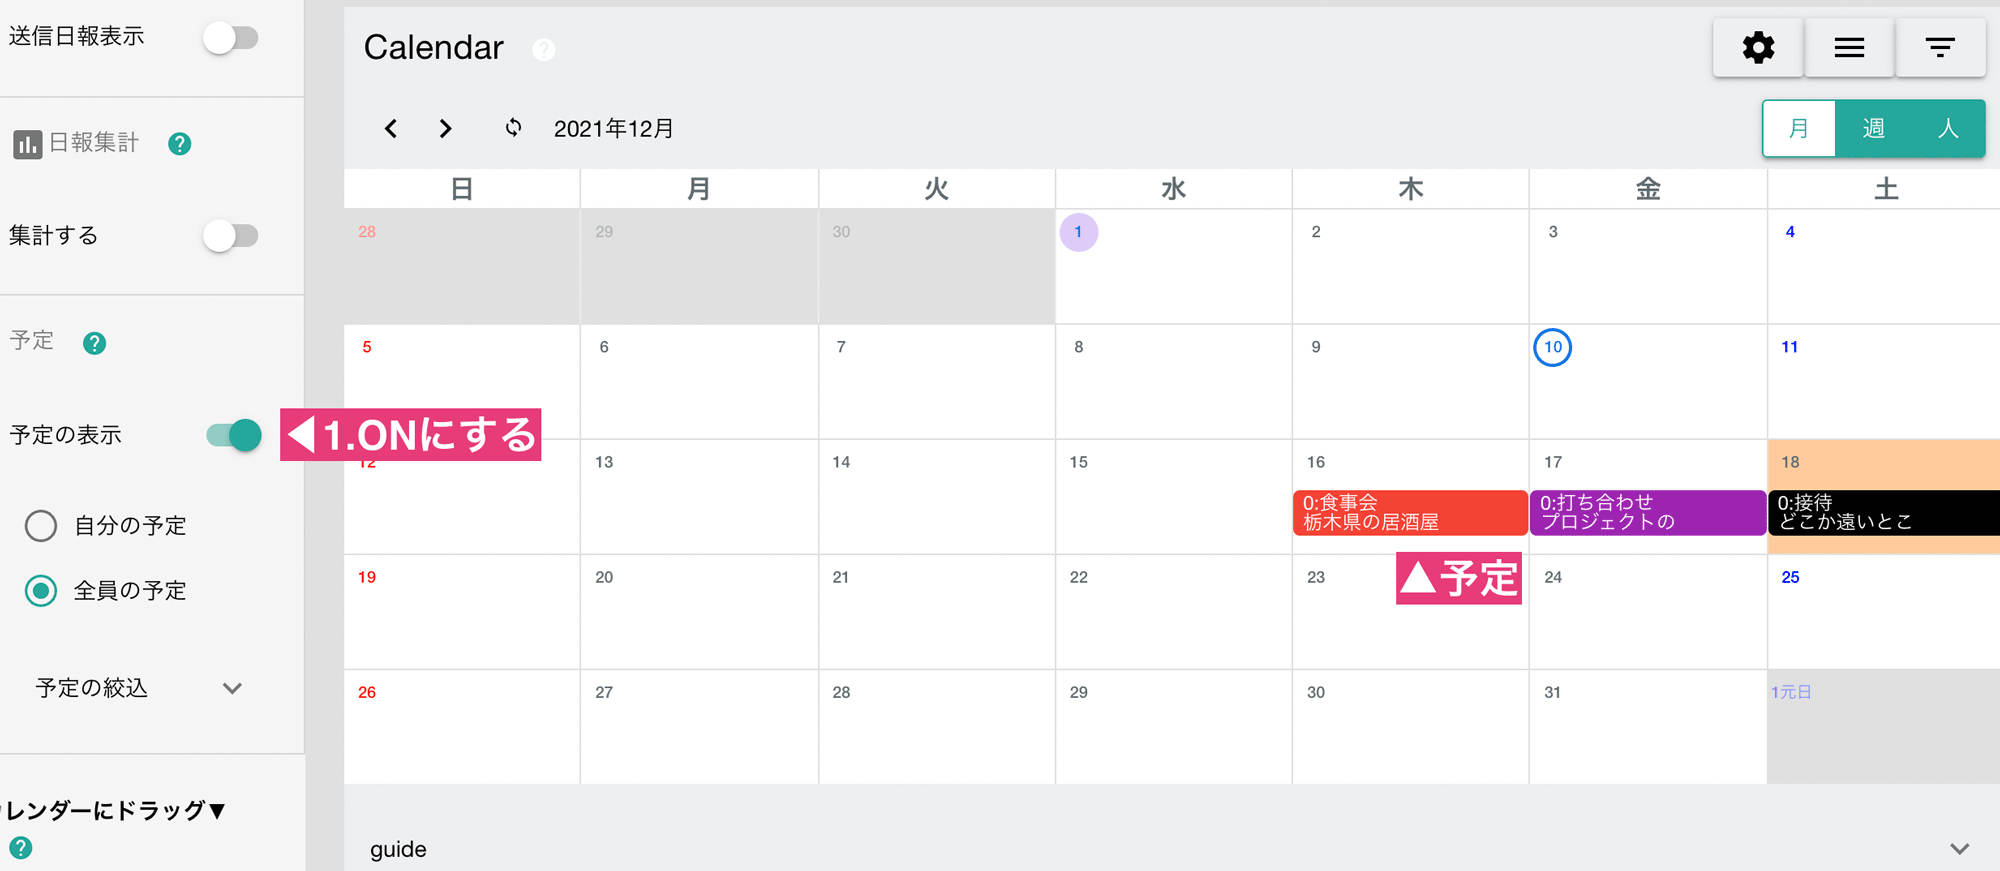 送信日報表示
日報集計 ?
集計する
予定 ?
予定の表示
◀1.ONにする
自分の予定
全員の予定
予定の絞込
レンダーにドラッグ▼
?
Calendar ?
2021年12月
月 週 人
日 月 火 水 木 金 土
28 29 30 1 2 3 4
5 6 7 8 9 10 11
12 13 14 15 16 17 18
0:食事会
栃木県の居酒屋
0:打ち合わせ
プロジェクトの
0:接待
どこか遠いとこ
▲予定
19 20 21 22 23 24 25
26 27 28 29 30 31 1元日
guide